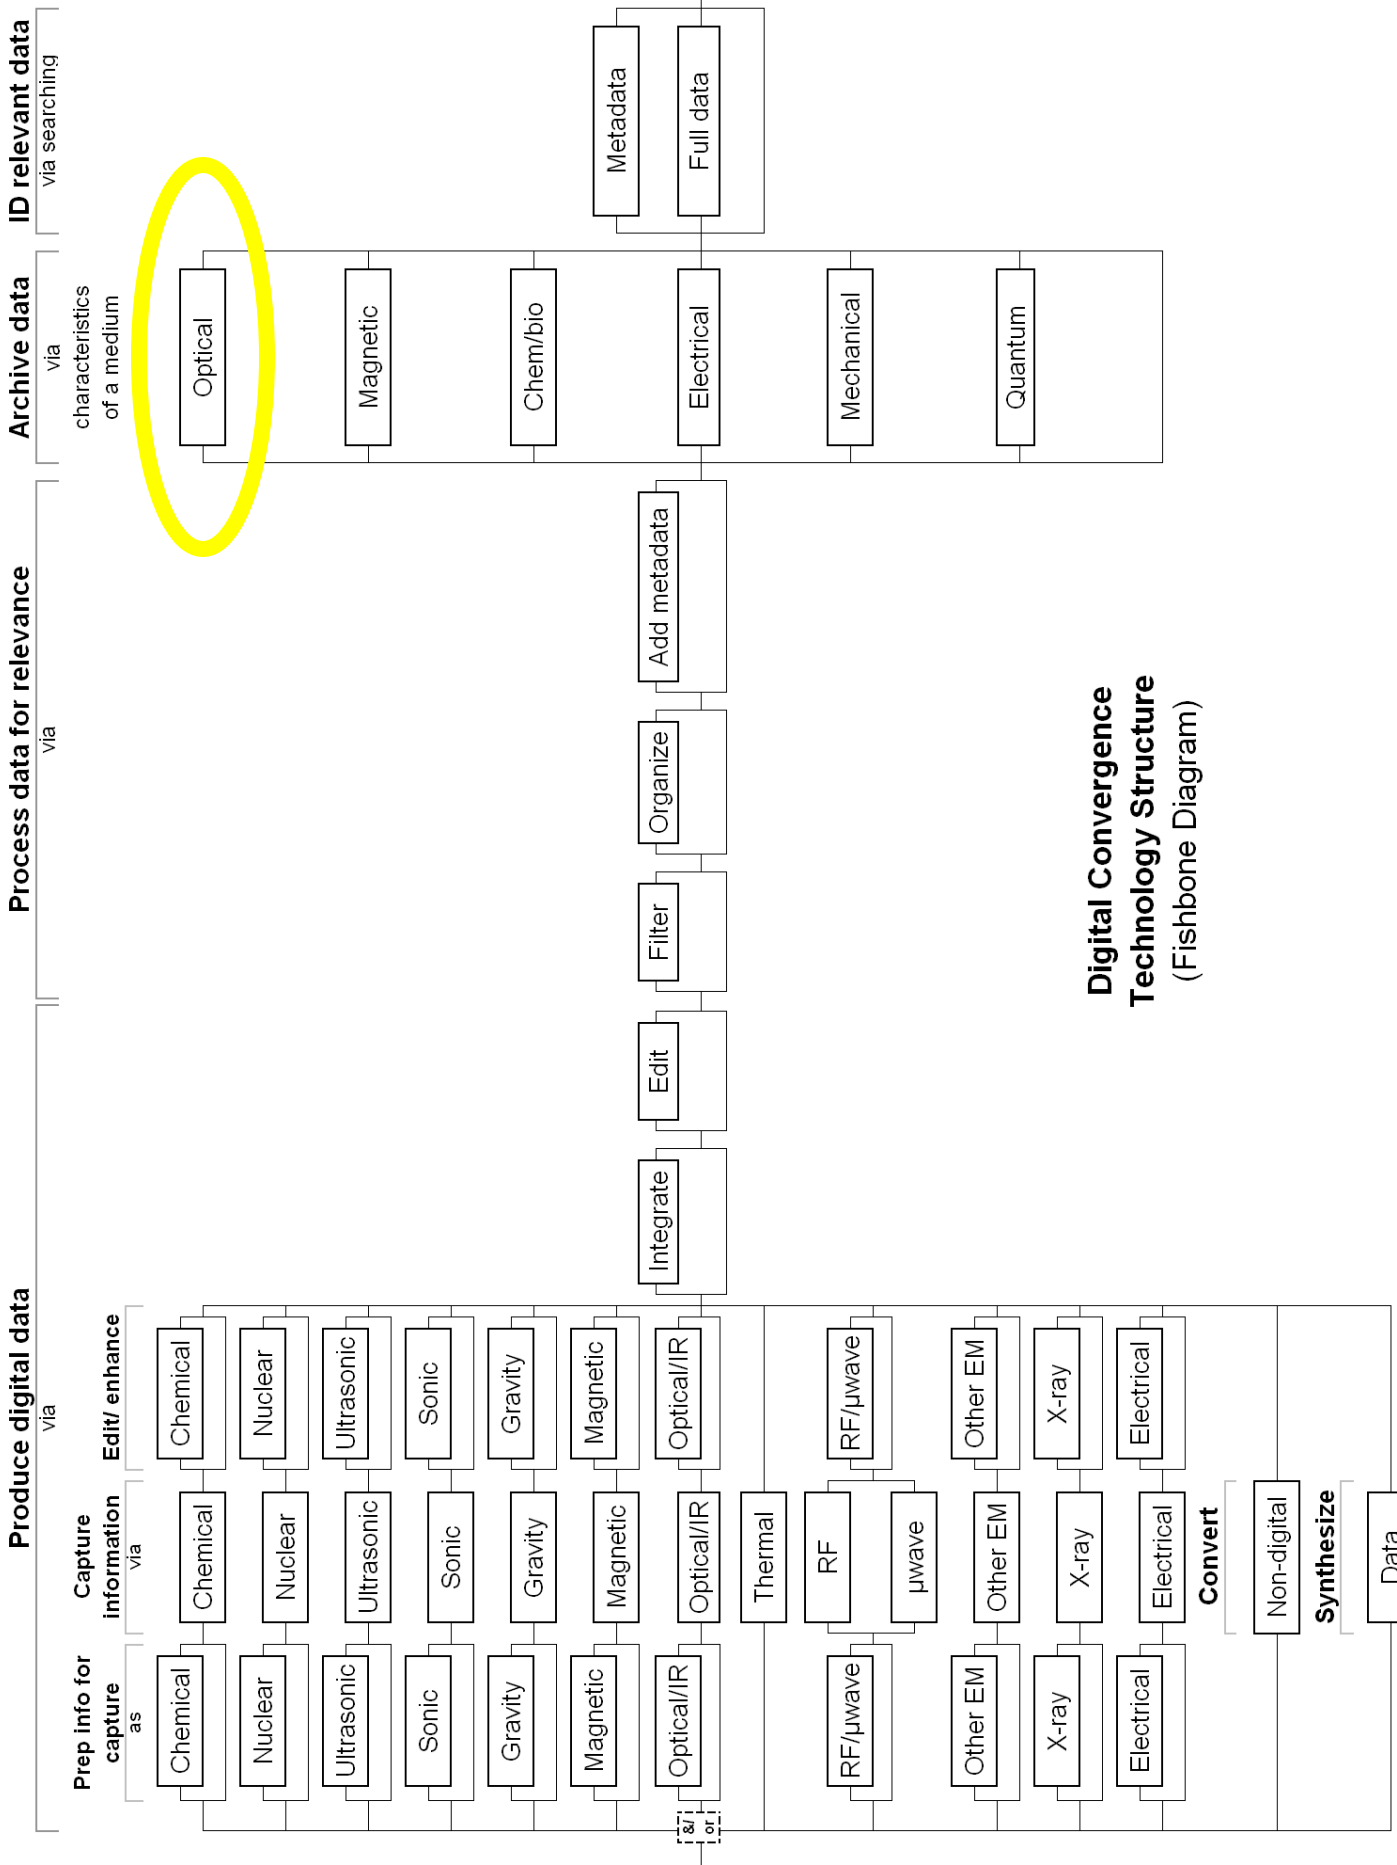 Produce digital data
via
Process data for relevance
via
Archive data
via
characteristics
of a medium
ID relevant data
via searching
Prep info for
capture
as
Capture
information
via
Edit/ enhance
Chemical
Chemical
Chemical
Nuclear
Nuclear
Nuclear
Ultrasonic
Ultrasonic
Ultrasonic
Sonic
Sonic
Sonic
Gravity
Gravity
Gravity
Magnetic
Magnetic
Magnetic
&/
or
Optical/IR
Optical/IR
Optical/IR
Thermal
RF/µwave
RF
µwave
RF/µwave
Other EM
Other EM
Other EM
X-ray
X-ray
X-ray
Electrical
Electrical
Electrical
Convert
Non-digital
Synthesize
Data
Integrate
Edit
Filter
Organize
Add metadata
Optical
Magnetic
Chem/bio
Electrical
Mechanical
Quantum
Metadata
Full data
Digital Convergence
Technology Structure
(Fishbone Diagram)